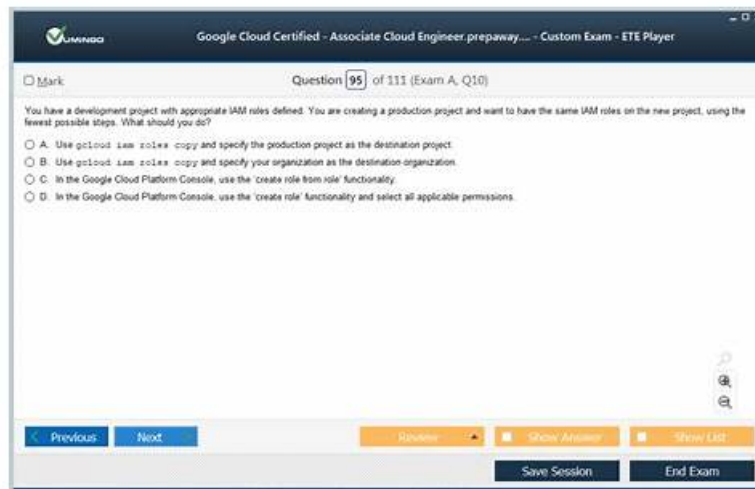 Vumingo
Google Cloud Certified - Associate Cloud Engineer.prepaway.... - Custom Exam - ETE Player
Mark
Question 95 of 111 (Exam A, Q10)
You have a development project with appropriate IAM roles defined. You are creating a production project and want to have the same IAM roles on the new project, using the
fewest possible steps. What should you do?
A. Use gcloud iam roles copy and specify the production project as the destination project.
B. Use gcloud iam roles copy and specify your organization as the destination organization.
C. In the Google Cloud Platform Console, use the 'create role from role' functionality.
D. In the Google Cloud Platform Console, use the 'create role' functionality and select all applicable permissions.
Previous
Next
Review
Show Answer
Show List
Save Session
End Exam